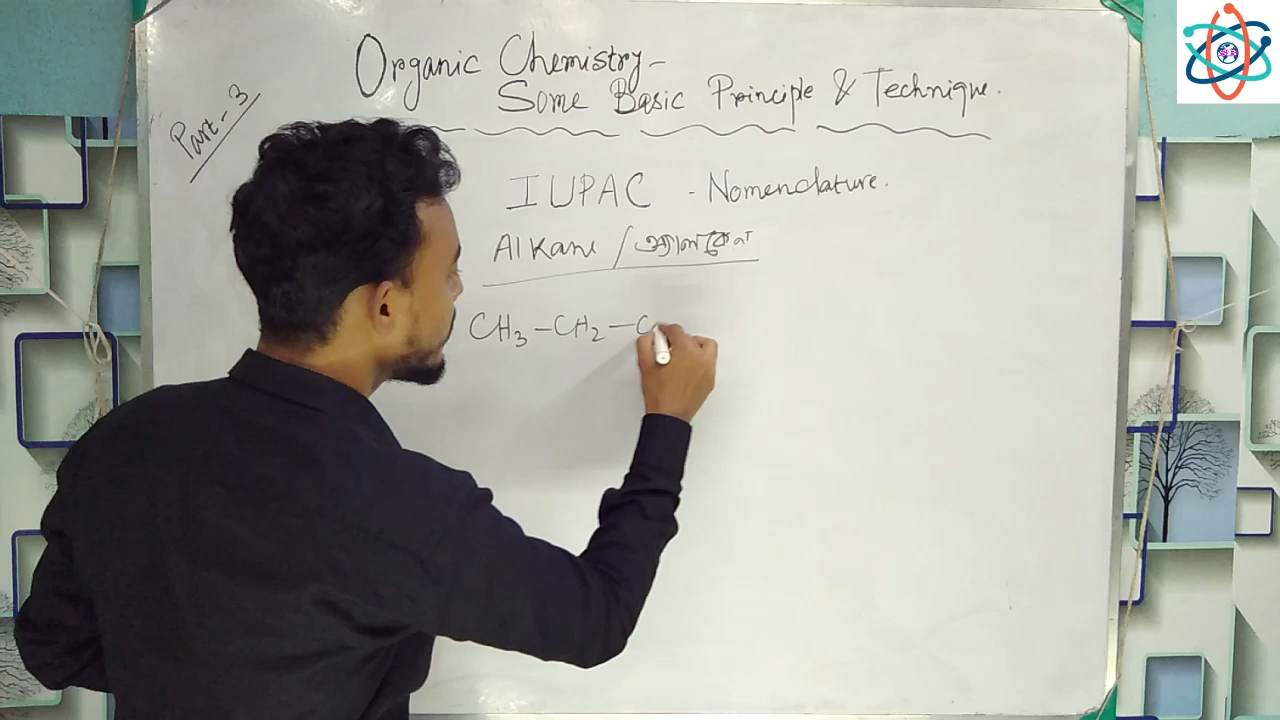 Part-3
Organic Chemistry-
Some Basic Principle & Technique.
IUPAC - Nomenclature.
Alkane / অ্যালকেন
CH₃-CH₂-C